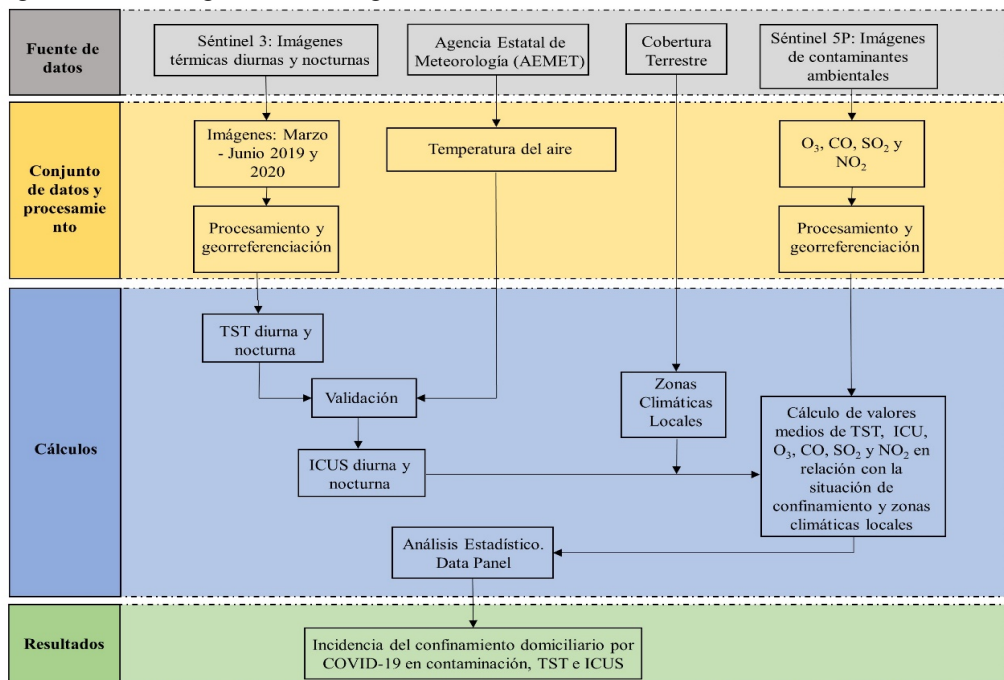 Fuente de
datos
Séntinel 3: Imágenes
térmicas diurnas y nocturnas
Agencia Estatal de
Meteorología (AEMET)
Cobertura
Terrestre
Séntinel 5P: Imágenes
de contaminantes
ambientales
Conjunto
de datos y
procesamie
nto
Imágenes: Marzo
- Junio 2019 y
2020
Temperatura del aire
O₃, CO, SO₂ y
NO₂
Procesamiento y
georreferenciación
Procesamiento y
georreferenciación
Cálculos
TST diurna y
nocturna
Validación
ICUS diurna y
nocturna
Zonas
Climáticas
Locales
Cálculo de valores
medios de TST, ICU,
O₃, CO, SO₂ y NO₂ en
relación con la
situación de
confinamiento y zonas
climáticas locales
Análisis Estadístico.
Data Panel
Resultados
Incidencia del confinamiento domiciliario por
COVID-19 en contaminación, TST e ICUS